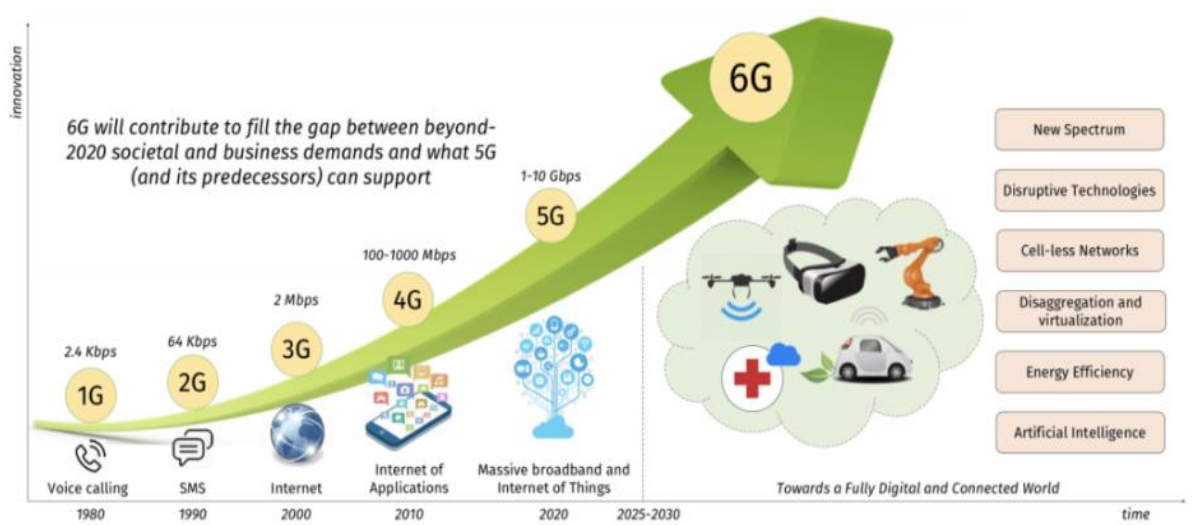 innovation
6G will contribute to fill the gap between beyond-
2020 societal and business demands and what 5G
(and its predecessors) can support
2.4 Kbps
1G
64 Kbps
2G
2 Mbps
3G
100-1000 Mbps
4G
1-10 Gbps
5G
6G
New Spectrum
Disruptive Technologies
Cell-less Networks
Disaggregation and
virtualization
Energy Efficiency
Artificial Intelligence
Voice calling
SMS
Internet
Internet of
Applications
Massive broadband and
Internet of Things
Towards a Fully Digital and Connected World
1980
1990
2000
2010
2020
2025-2030
time